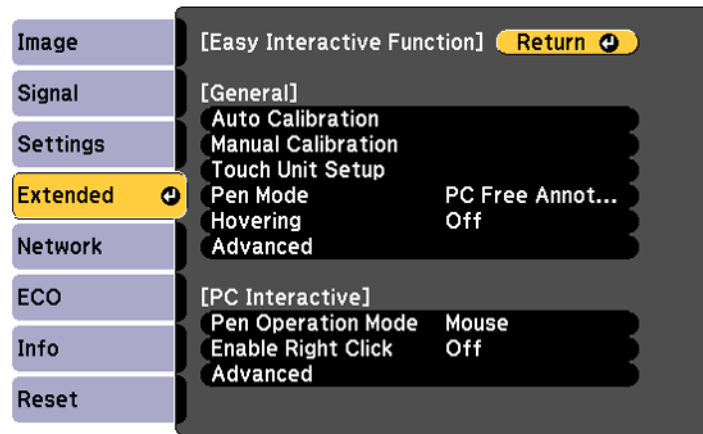 Image
Signal
Settings
Extended
Network
ECO
Info
Reset
[Easy Interactive Function] Return
[General]
Auto Calibration
Manual Calibration
Touch Unit Setup
Pen Mode PC Free Annot...
Hovering Off
Advanced
[PC Interactive]
Pen Operation Mode Mouse
Enable Right Click Off
Advanced